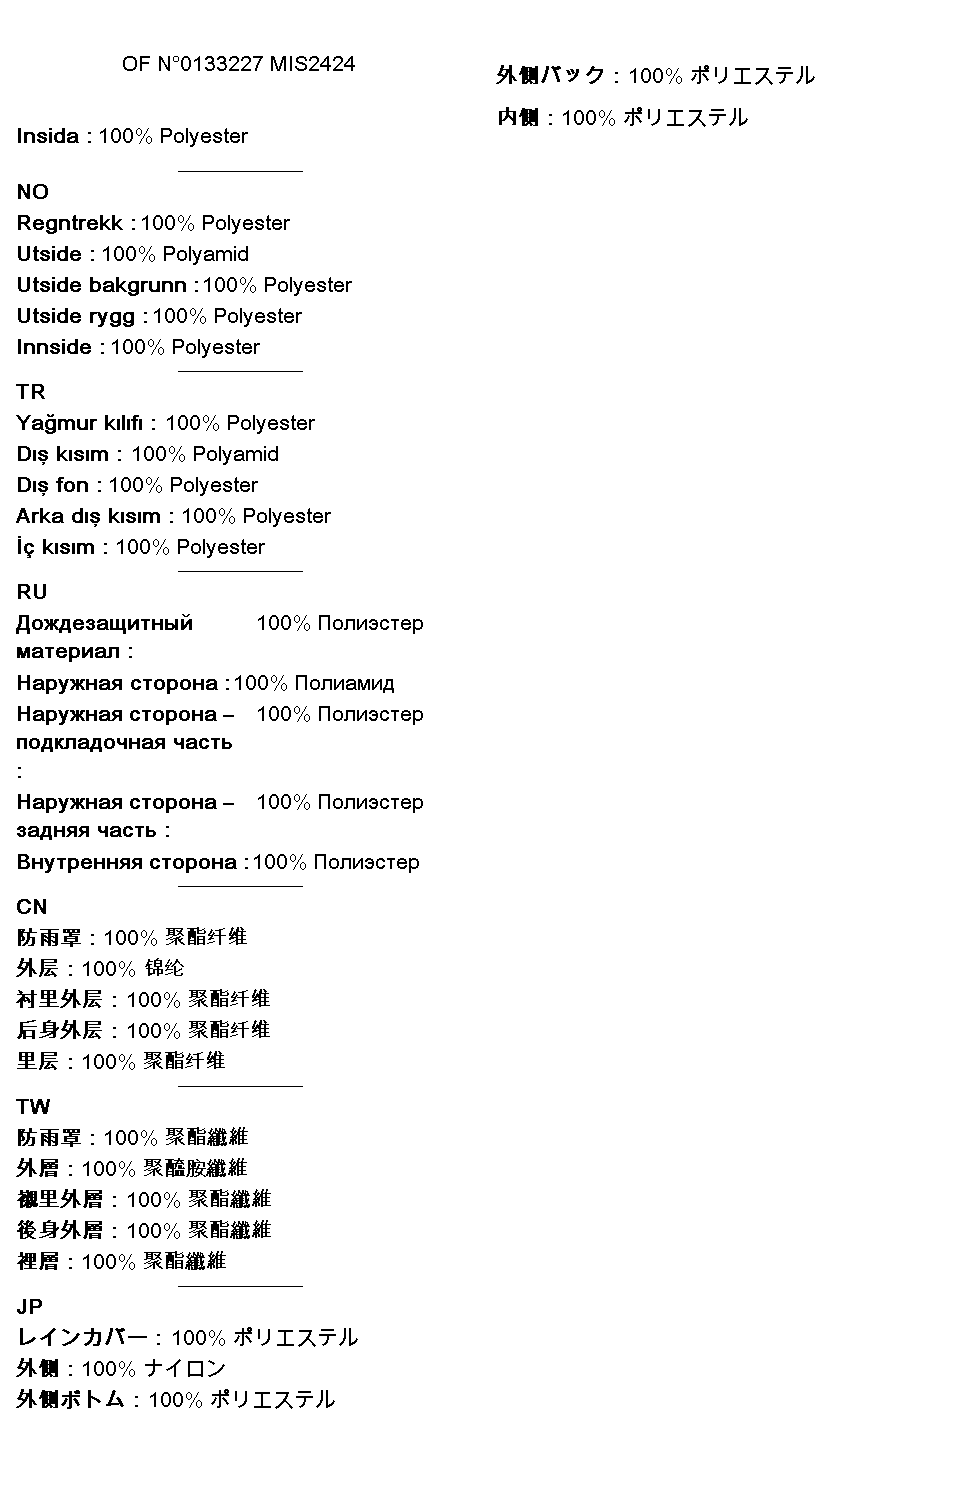 OF N°0133227 MIS2424
Insida : 100% Polyester
NO
Regntrekk : 100% Polyester
Utside : 100% Polyamid
Utside bakgrunn : 100% Polyester
Utside rygg : 100% Polyester
Innside : 100% Polyester
TR
Yağmur kılıfı : 100% Polyester
Dış kısım : 100% Polyamid
Dış fon : 100% Polyester
Arka dış kısım : 100% Polyester
İç kısım : 100% Polyester
RU
Дождезащитный 100% Полиэстер
материал :
Наружная сторона : 100% Полиамид
Наружная сторона – 100% Полиэстер
подкладочная часть
:
Наружная сторона – 100% Полиэстер
задняя часть :
Внутренняя сторона : 100% Полиэстер
CN
防雨罩 : 100% 聚酯纤维
外层 : 100% 锦纶
衬里外层 : 100% 聚酯纤维
后身外层 : 100% 聚酯纤维
里层 : 100% 聚酯纤维
TW
防雨罩 : 100% 聚酯纖維
外層 : 100% 聚醯胺纖維
襯里外層 : 100% 聚酯纖維
後身外層 : 100% 聚酯纖維
裡層 : 100% 聚酯纖維
JP
レインカバー : 100% ポリエステル
外側 : 100% ナイロン
外側ボトム : 100% ポリエステル
外側バック : 100% ポリエステル
内側 : 100% ポリエステル